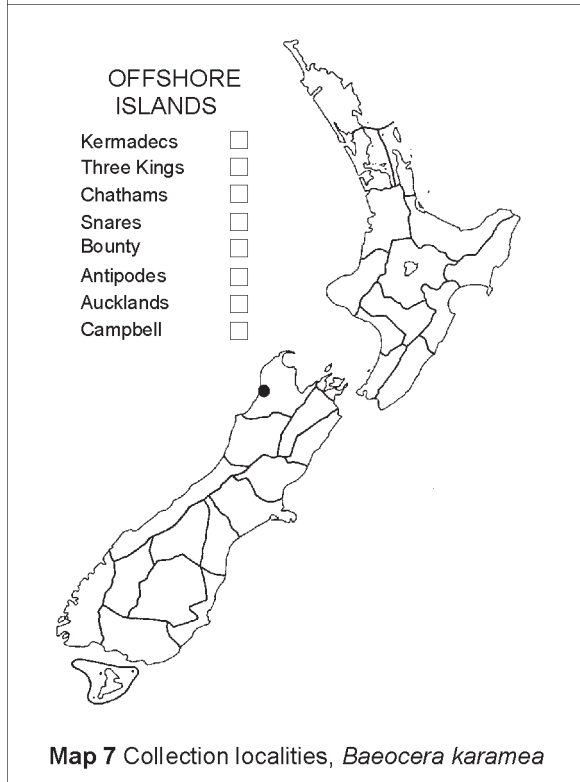 OFFSHORE
ISLANDS
Kermadecs
Three Kings
Chathams
Snares
Bounty
Antipodes
Aucklands
Campbell
Map 7 Collection localities, Baeocera karamea